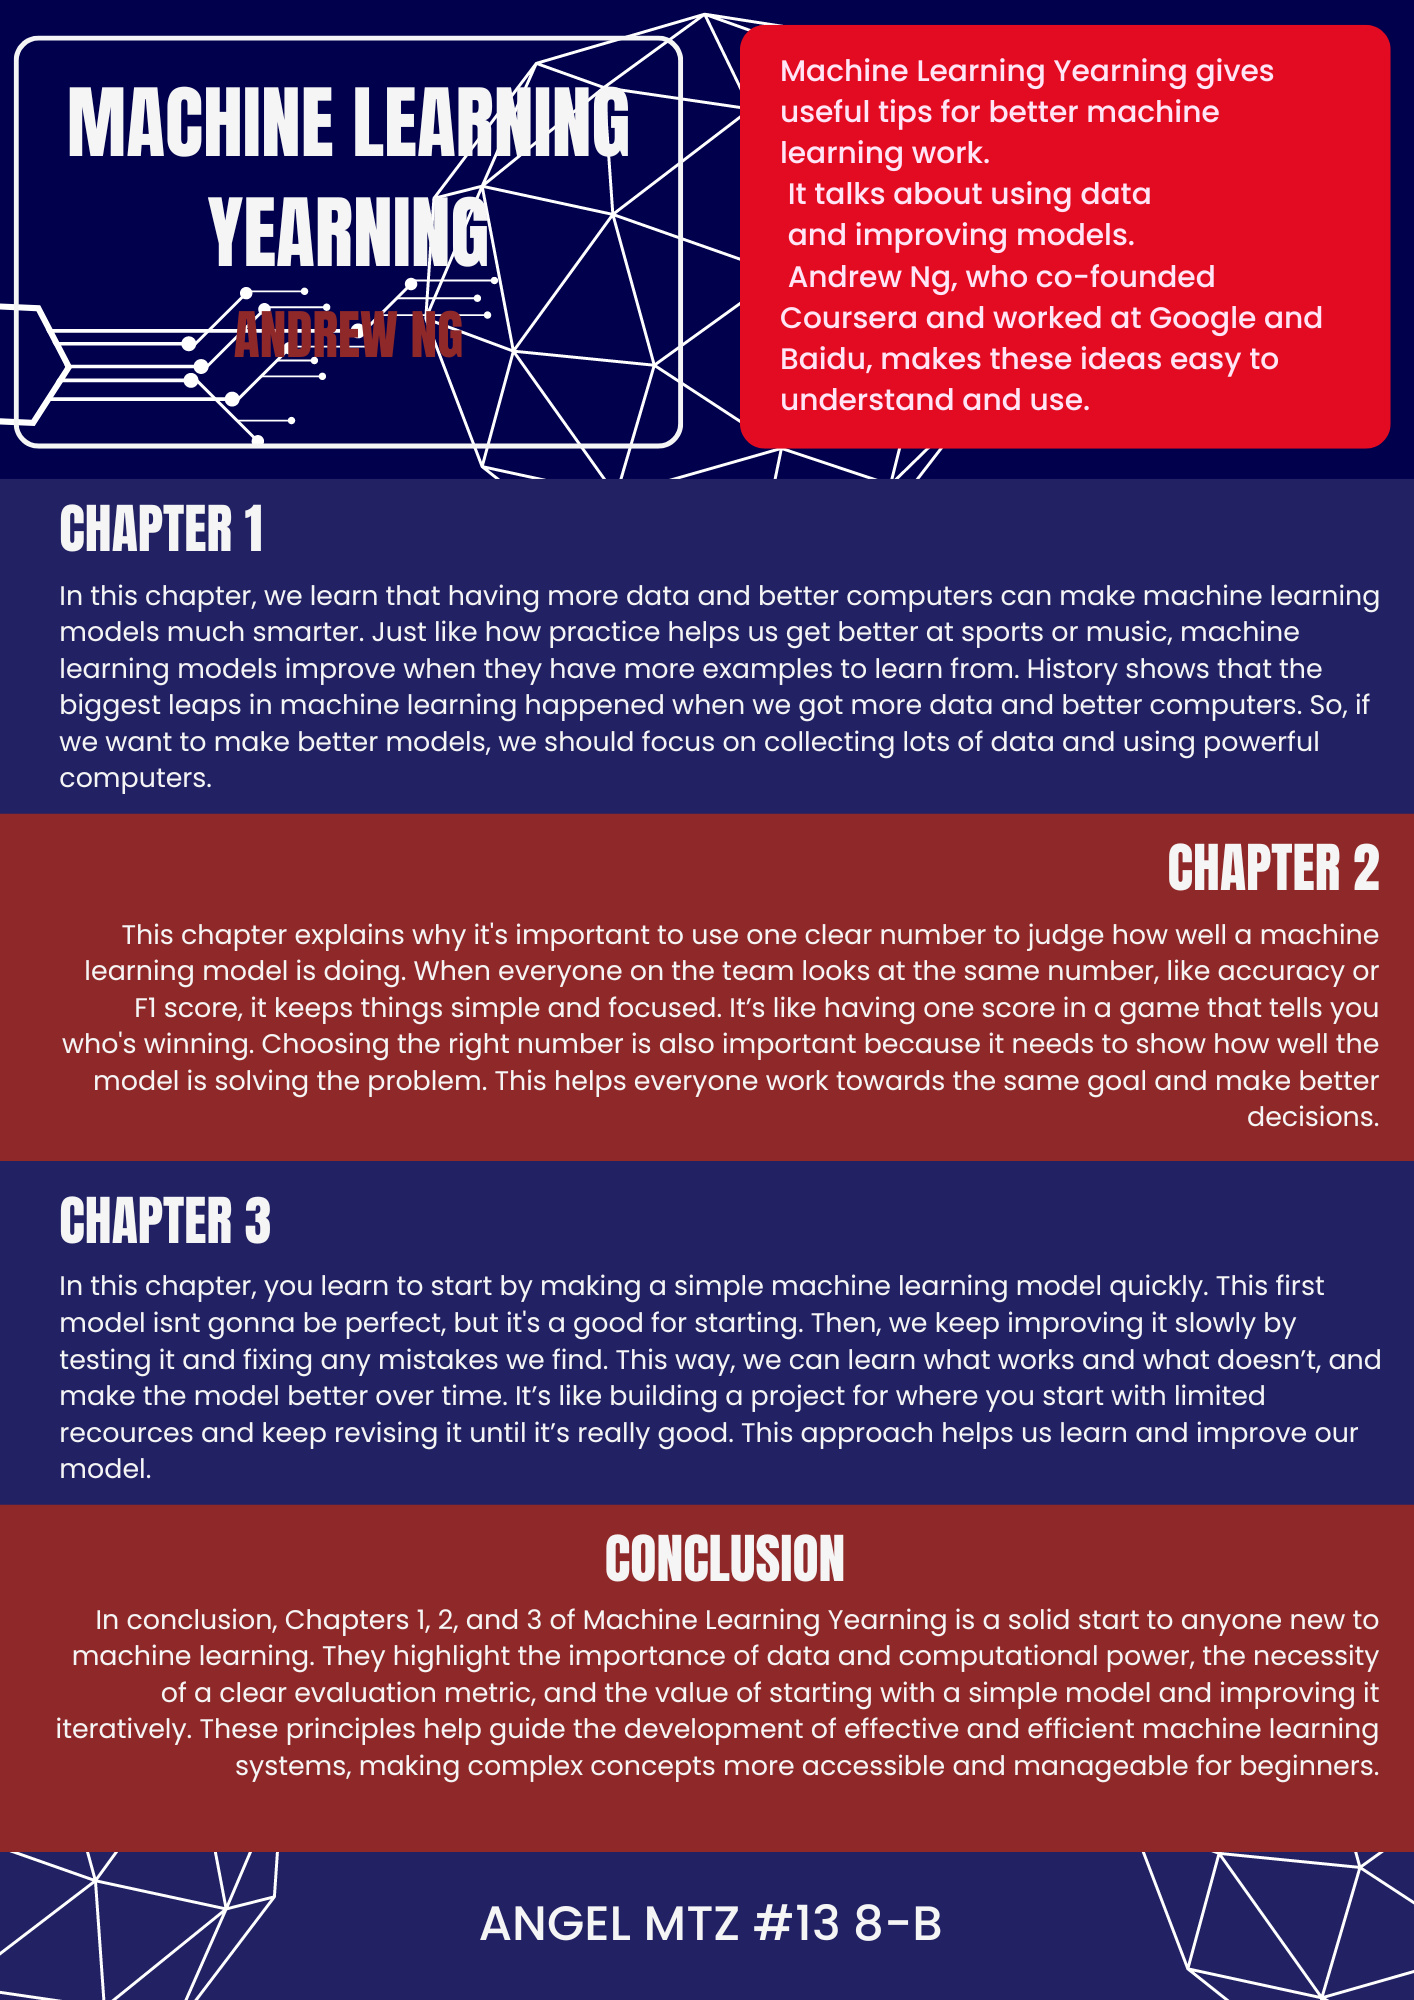 MACHINE LEARNING
YEARNING
ANDREW NG
Machine Learning Yearning gives
useful tips for better machine
learning work.
It talks about using data
and improving models.
Andrew Ng, who co-founded
Coursera and worked at Google and
Baidu, makes these ideas easy to
understand and use.
CHAPTER 1
In this chapter, we learn that having more data and better computers can make machine learning
models much smarter. Just like how practice helps us get better at sports or music, machine
learning models improve when they have more examples to learn from. History shows that the
biggest leaps in machine learning happened when we got more data and better computers. So, if
we want to make better models, we should focus on collecting lots of data and using powerful
computers.
CHAPTER 2
This chapter explains why it's important to use one clear number to judge how well a machine
learning model is doing. When everyone on the team looks at the same number, like accuracy or
F1 score, it keeps things simple and focused. It’s like having one score in a game that tells you
who's winning. Choosing the right number is also important because it needs to show how well the
model is solving the problem. This helps everyone work towards the same goal and make better
decisions.
CHAPTER 3
In this chapter, you learn to start by making a simple machine learning model quickly. This first
model isnt gonna be perfect, but it's a good for starting. Then, we keep improving it slowly by
testing it and fixing any mistakes we find. This way, we can learn what works and what doesn’t, and
make the model better over time. It’s like building a project for where you start with limited
recources and keep revising it until it’s really good. This approach helps us learn and improve our
model.
CONCLUSION
In conclusion, Chapters 1, 2, and 3 of Machine Learning Yearning is a solid start to anyone new to
machine learning. They highlight the importance of data and computational power, the necessity
of a clear evaluation metric, and the value of starting with a simple model and improving it
iteratively. These principles help guide the development of effective and efficient machine learning
systems, making complex concepts more accessible and manageable for beginners.
ANGEL MTZ #13 8-B